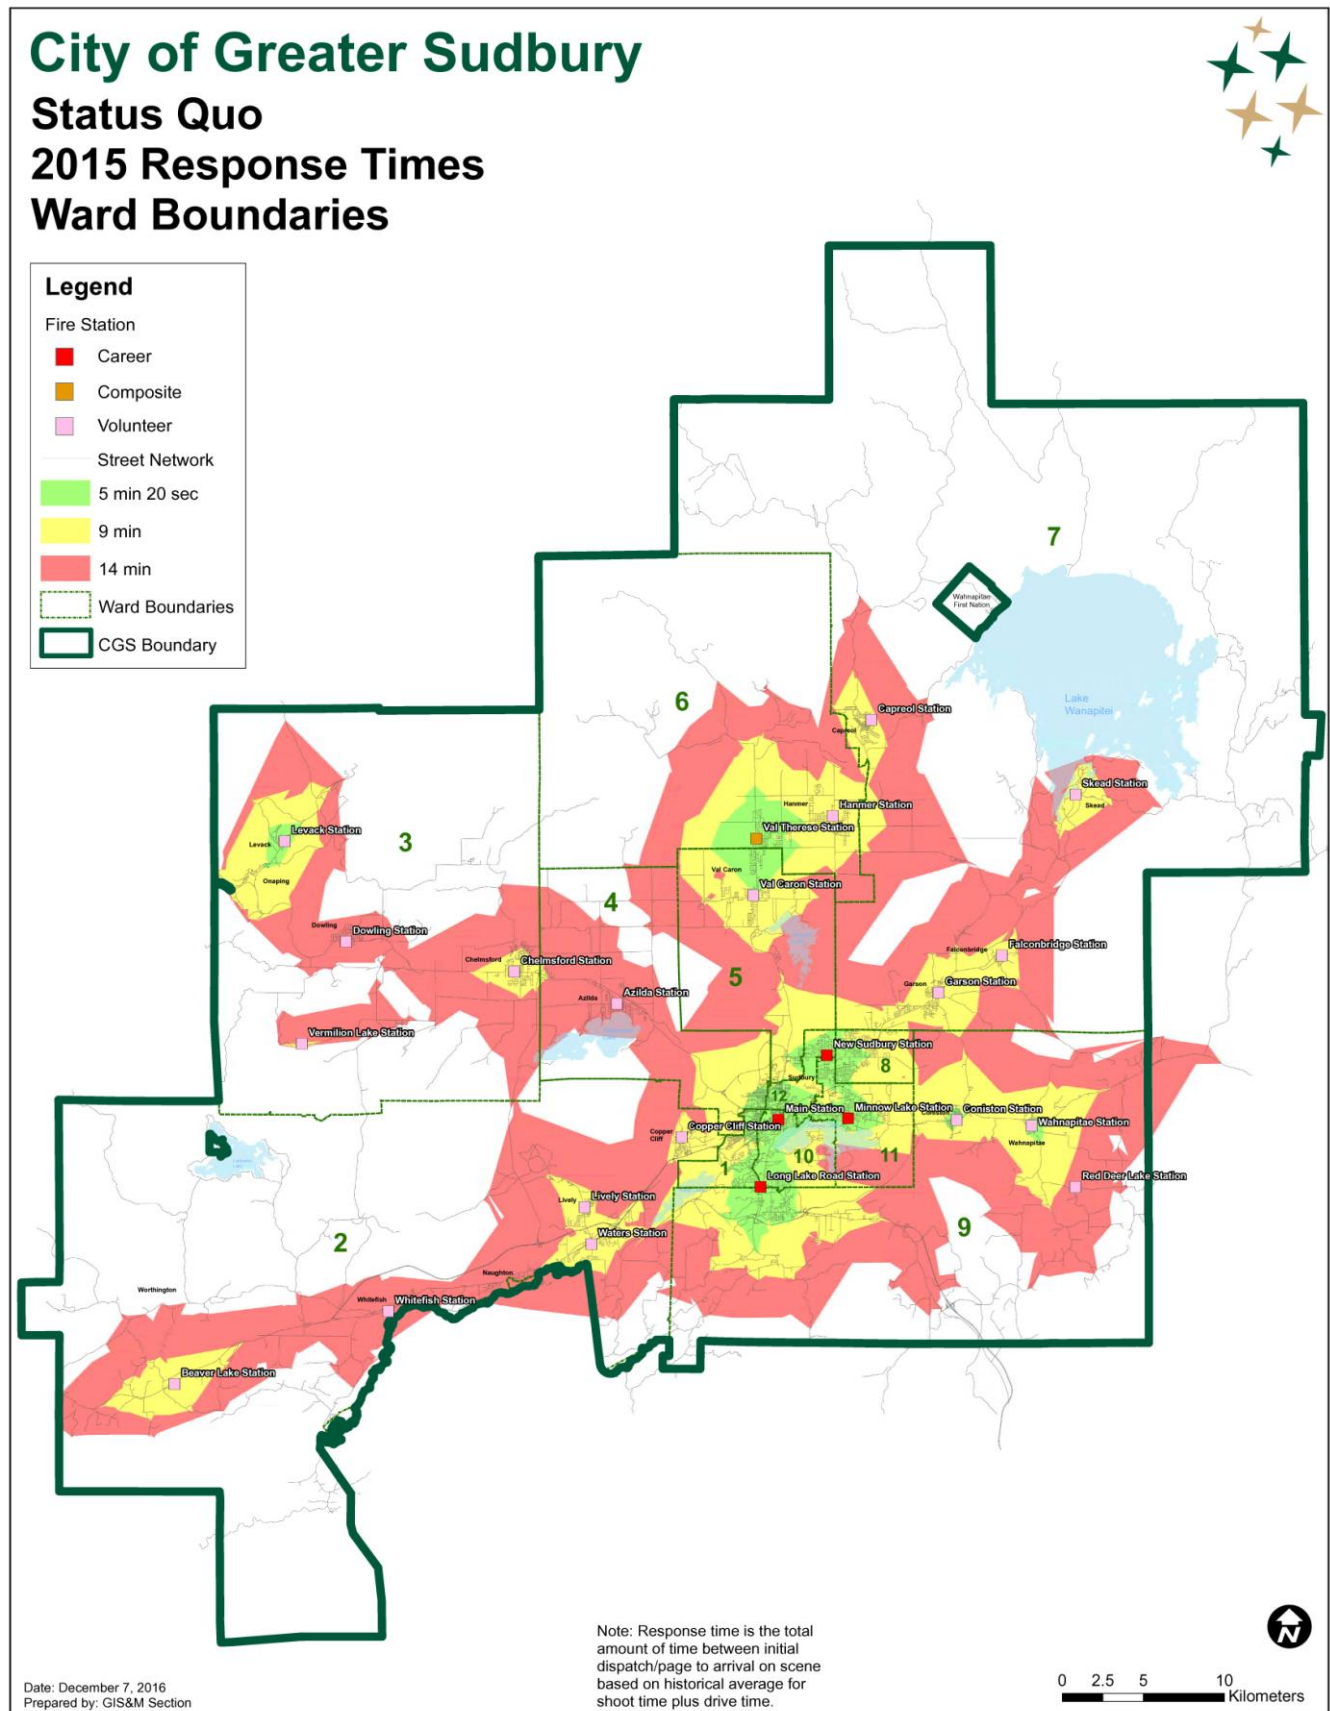 City of Greater Sudbury
Status Quo
2015 Response Times
Ward Boundaries
Legend
Fire Station
Career
Composite
Volunteer
Street Network
5 min 20 sec
9 min
14 min
Ward Boundaries
CGS Boundary
7
Wahnapitae
First Nation
Lake
Wanapitei
6
Capreol Station
Capreol
Skead Station
Skead
Hanmer
Hanmer Station
Val Therese Station
Levack Station
Levack
3
Onaping
Val Caron
Val Caron Station
4
Dowling
Dowling Station
Falconbridge Station
Falconbridge
Chelmsford
Chelmsford Station
5
Garson
Garson Station
Azilda
Azilda Station
Vermilion Lake Station
New Sudbury Station
8
Sudbury
12
Main Station
Minnow Lake Station
Coniston Station
Copper Cliff Station
Copper
Cliff
Wahnapitae Station
Wahnapitae
10
11
1
Long Lake Road Station
Red Deer Lake Station
Lively
Lively Station
9
Waters Station
2
Naughton
Worthington
Whitefish
Whitefish Station
Beaver Lake Station
Note: Response time is the total
amount of time between initial
dispatch/page to arrival on scene
based on historical average for
shoot time plus drive time.
N
0 2.5 5 10
Kilometers
Date: December 7, 2016
Prepared by: GIS&M Section